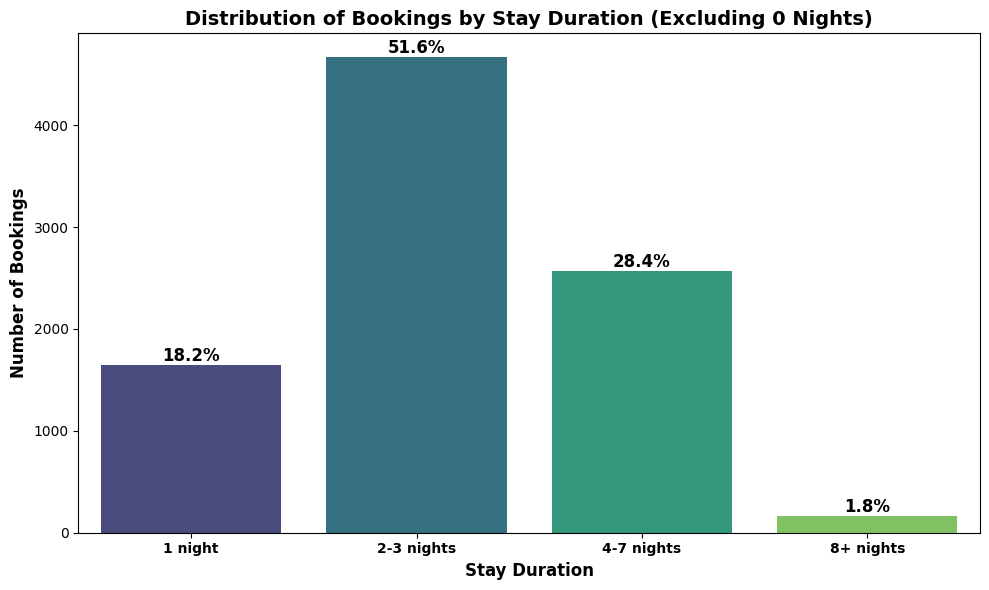 Distribution of Bookings by Stay Duration (Excluding 0 Nights)
Number of Bookings
4000
3000
2000
1000
0
51.6%
28.4%
18.2%
1.8%
1 night
2-3 nights
4-7 nights
8+ nights
Stay Duration